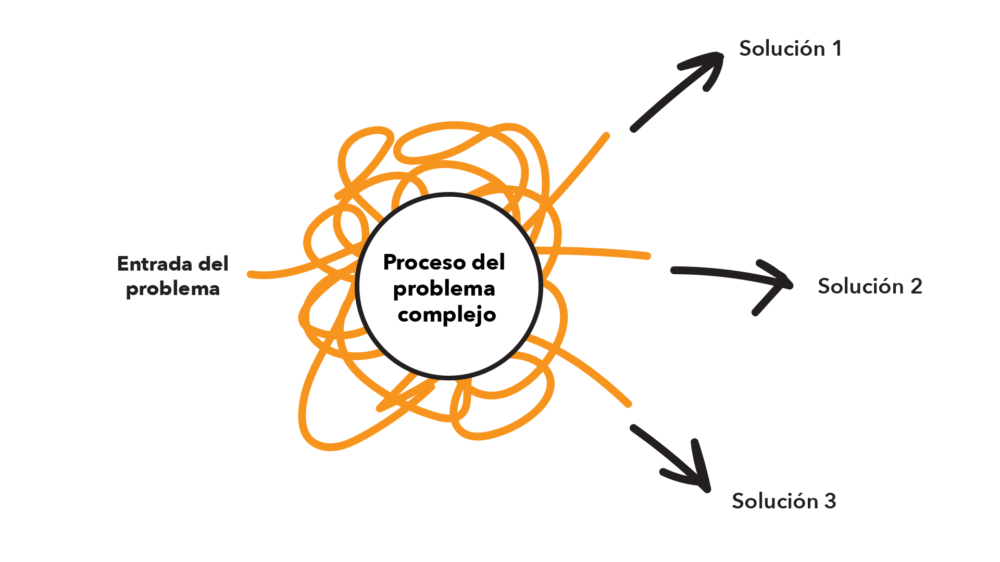 Entrada del
problema
Proceso del
problema
complejo
Solución 1
Solución 2
Solución 3